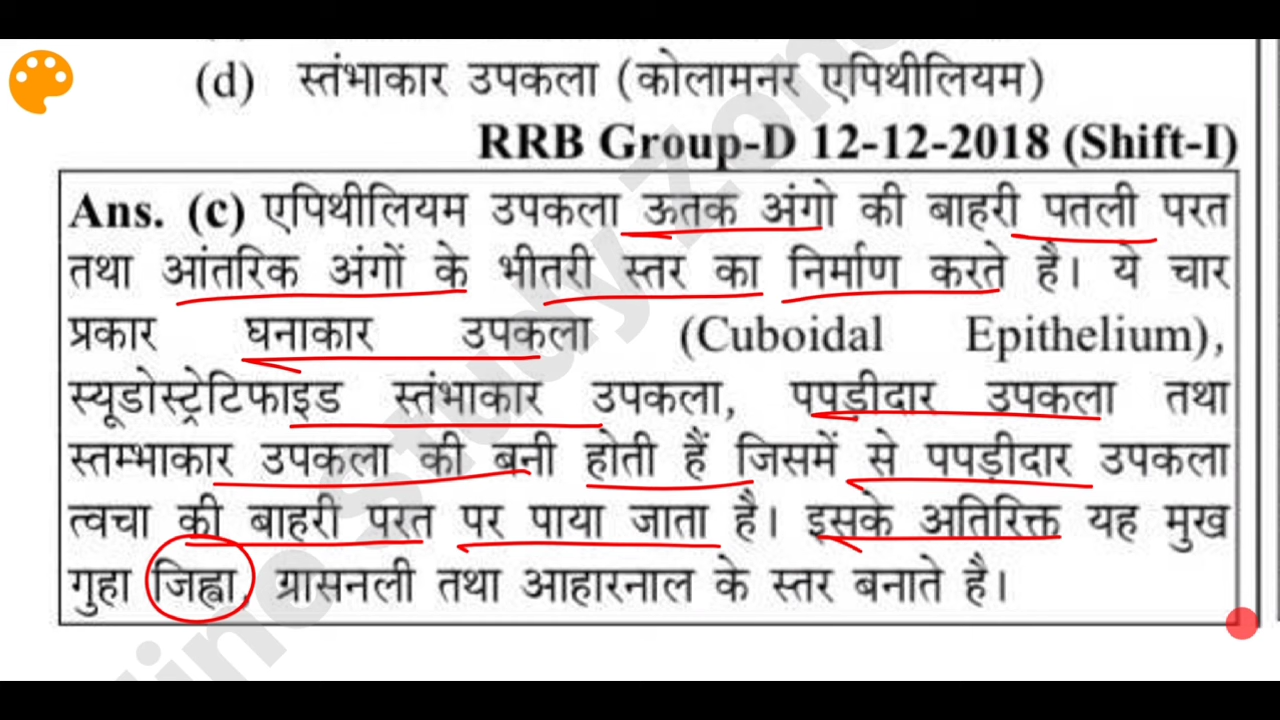 (d) स्तंभाकार उपकला (कोलामनर एपिथीलियम)
RRB Group-D 12-12-2018 (Shift-I)
Ans. (c) एपिथीलियम उपकला ऊतक अंगो की बाहरी पतली परत
तथा आंतरिक अंगों के भीतरी स्तर का निर्माण करते है। ये चार
प्रकार घनाकार उपकला (Cuboidal Epithelium),
स्यूडोस्ट्रेटिफाइड स्तंभाकार उपकला, पपड़ीदार उपकला तथा
स्तम्भाकार उपकला की बनी होती हैं जिसमें से पपड़ीदार उपकला
त्वचा की बाहरी परत पर पाया जाता है। इसके अतिरिक्त यह मुख
गुहा जिह्वा, ग्रासनली तथा आहारनाल के स्तर बनाते है।
study zon